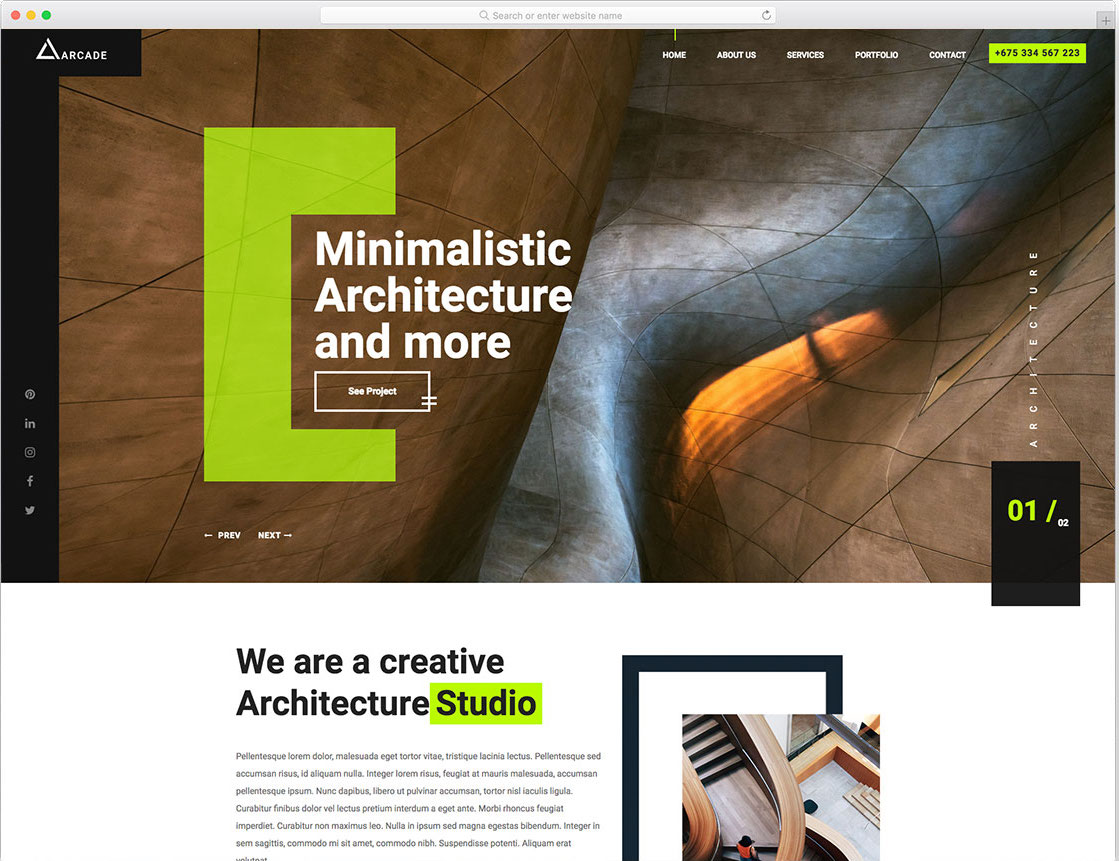 Search or enter website name
ARCADE
HOME
ABOUT US
SERVICES
PORTFOLIO
CONTACT
+675 334 567 223
Minimalistic
Architecture
and more
See Project
ARCHITECTURE
01 /
02
← PREV
NEXT →
We are a creative
Architecture Studio
Pellentesque lorem dolor, malesuada eget tortor vitae, tristique lacinia lectus. Pellentesque sed
accumsan risus, id aliquam nulla. Integer lorem risus, feugiat at mauris malesuada, accumsan
pellentesque ipsum. Nunc dapibus, libero ut pulvinar accumsan, tortor nisl iaculis ligula.
Curabitur finibus dolor vel lectus pretium interdum a eget ante. Morbi rhoncus feugiat
imperdiet. Curabitur non maximus leo. Nulla in ipsum sed magna egestas bibendum. Integer in
sem sagittis, commodo mi sit amet, commodo nibh. Suspendisse potenti. Aliquam erat
volutpat.